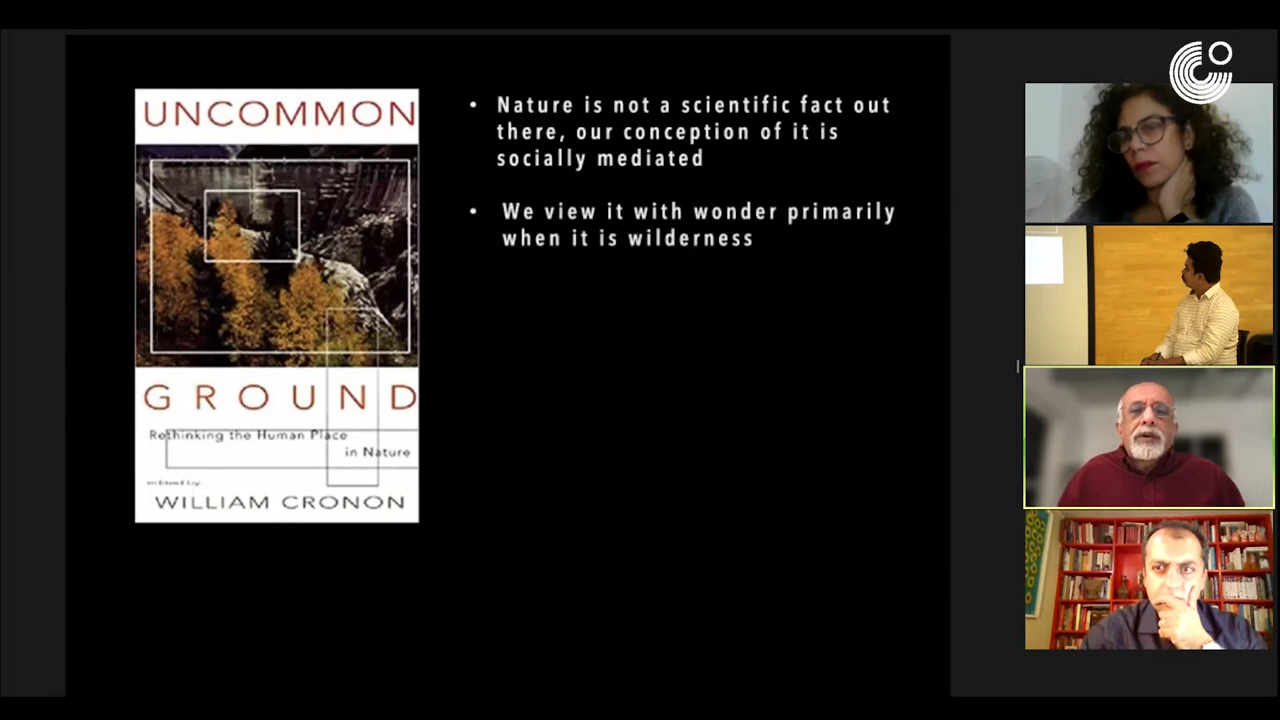 UNCOMMON
GROUND
Rethinking the Human Place
in Nature
WILLIAM CRONON
• Nature is not a scientific fact out
there, our conception of it is
socially mediated
• We view it with wonder primarily
when it is wilderness